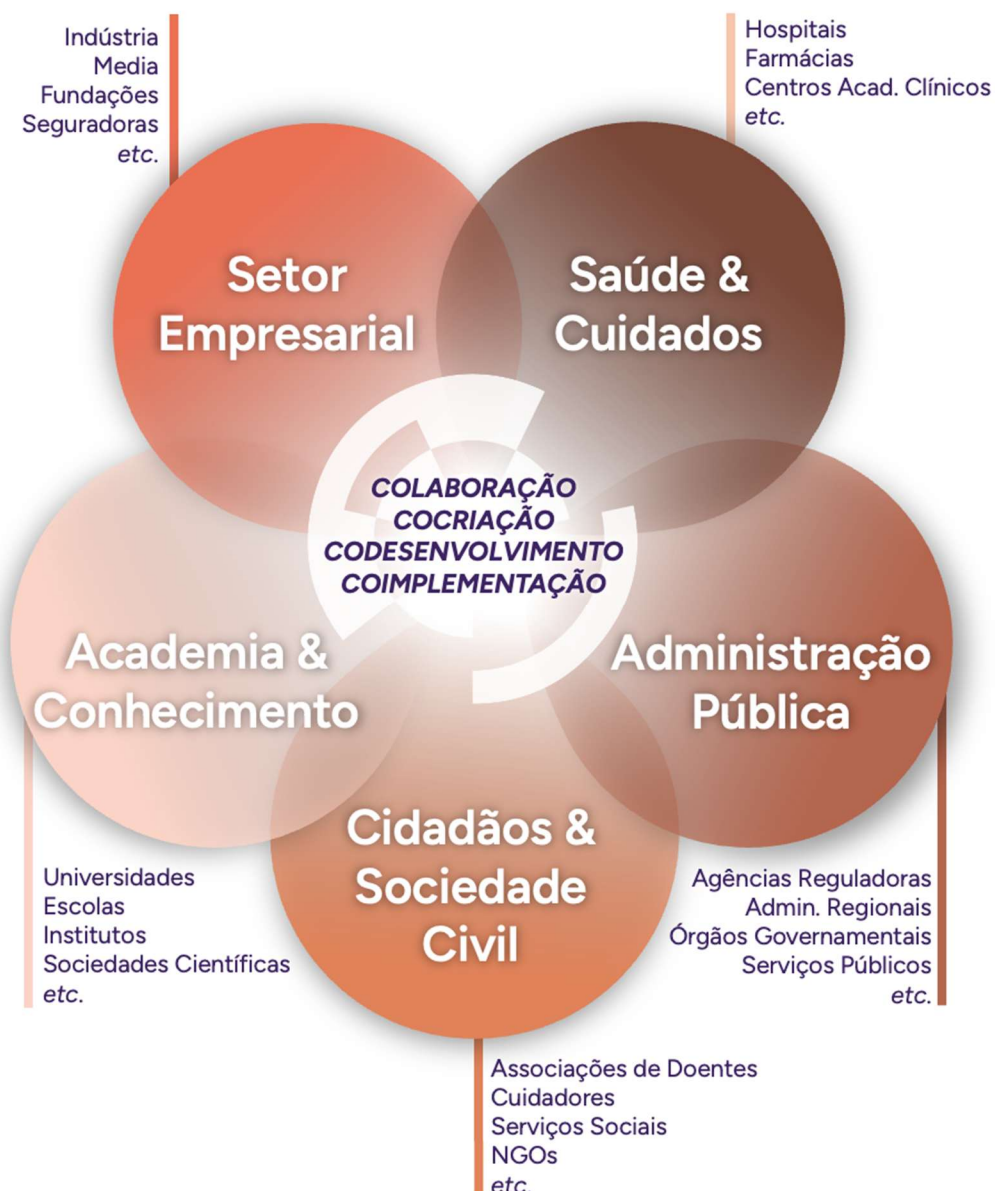 Indústria
Media
Fundações
Seguradoras
etc.
Hospitais
Farmácias
Centros Acad. Clínicos
etc.
Setor
Empresarial
Saúde &
Cuidados
COLABORAÇÃO
COCRIAÇÃO
CODESENVOLVIMENTO
COIMPLEMENTAÇÃO
Academia &
Conhecimento
Administração
Pública
Cidadãos &
Sociedade
Civil
Universidades
Escolas
Institutos
Sociedades Científicas
etc.
Agências Reguladoras
Admin. Regionais
Órgãos Governamentais
Serviços Públicos
etc.
Associações de Doentes
Cuidadores
Serviços Sociais
NGOs
etc.